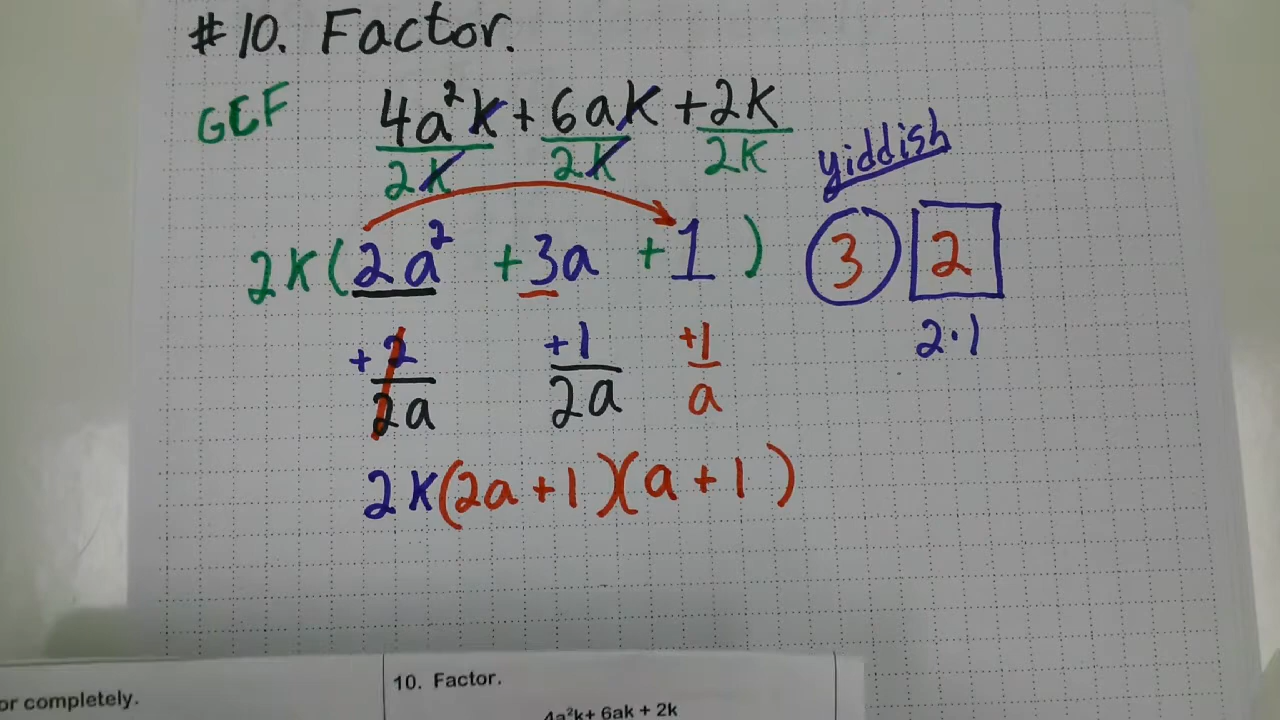 #10. Factor.
GCF 4a²k + 6ak + 2k
2k 2k 2k
yiddish
2k(2a² + 3a + 1) 3 2
2·1
+2 +1 +1
2a 2a a
2k(2a + 1)(a + 1)
or completely.
10. Factor.
4a²k+ 6ak + 2k